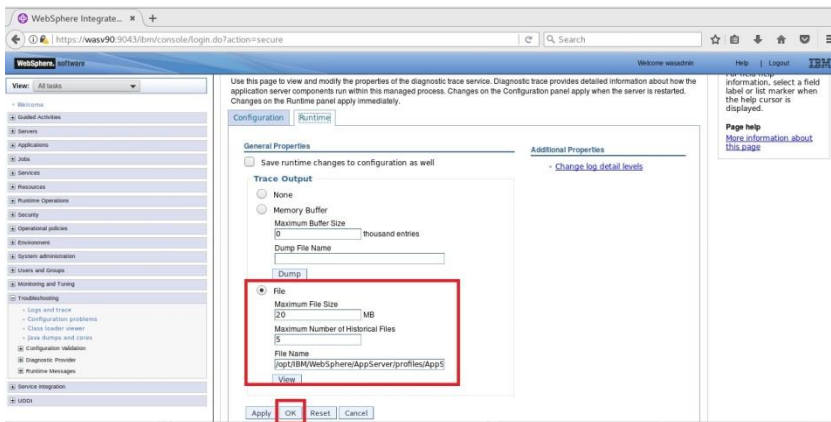 WebSphere Integrate... × +
https://wasv90:9043/ibm/console/login.do?action=secure
Search
WebSphere. software
Welcome wasadmin
Help | Logout
IBM
View: All tasks
Welcome
Guided Activities
Servers
Applications
Jobs
Services
Resources
Runtime Operations
Security
Operational policies
Environment
System administration
Users and Groups
Monitoring and Tuning
Troubleshooting
Logs and trace
Configuration problems
Class loader viewer
Java dumps and cores
Configuration Validation
Diagnostic Provider
Runtime Messages
Service integration
UDDI
Use this page to view and modify the properties of the diagnostic trace service. Diagnostic trace provides detailed information about how the
application server components run within this managed process. Changes on the Configuration panel apply when the server is restarted.
Changes on the Runtime panel apply immediately.
Configuration Runtime
General Properties
Save runtime changes to configuration as well
Trace Output
None
Memory Buffer
Maximum Buffer Size
0 thousand entries
Dump File Name
Dump
File
Maximum File Size
20 MB
Maximum Number of Historical Files
5
File Name
/opt/IBM/WebSphere/AppServer/profiles/AppS
View
Apply OK Reset Cancel
Additional Properties
Change log detail levels
information, select a field
label or list marker when
the help cursor is
displayed.
Page help
More information about
this page